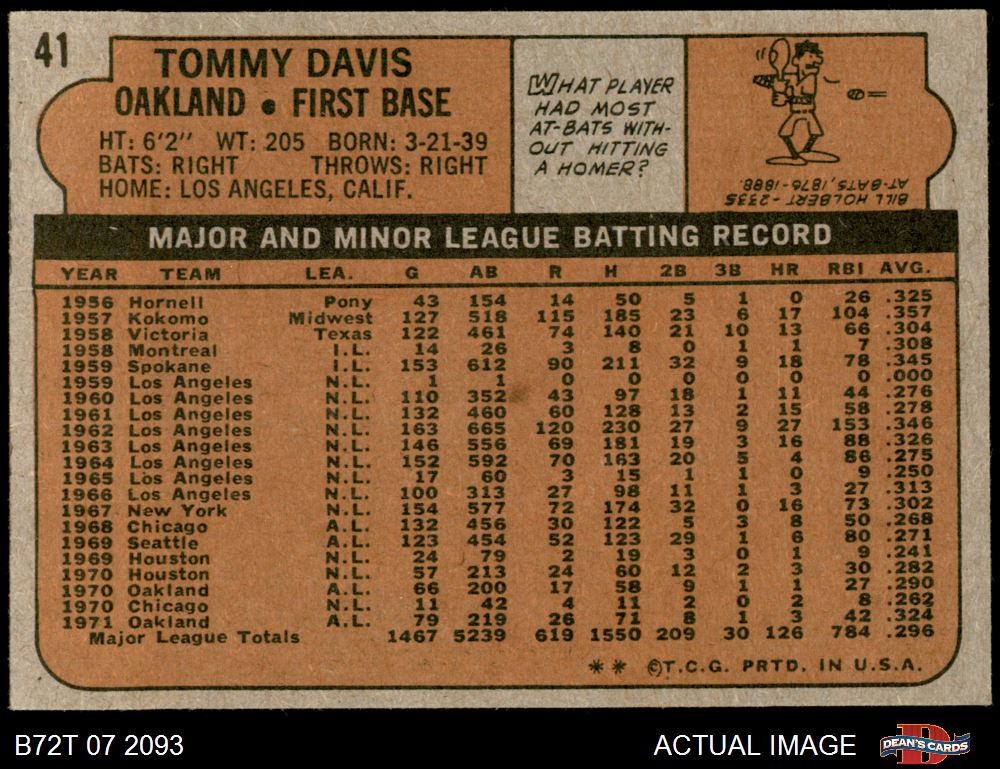 41
TOMMY DAVIS
OAKLAND • FIRST BASE
HT: 6'2" WT: 205 BORN: 3-21-39
BATS: RIGHT THROWS: RIGHT
HOME: LOS ANGELES, CALIF.
WHAT PLAYER
HAD MOST
AT-BATS WITH-
OUT HITTING
A HOMER?
BILL HOLBERT - 2335
AT-BATS, 1876-1888.
MAJOR AND MINOR LEAGUE BATTING RECORD
YEAR TEAM LEA. G AB R H 2B 3B HR RBI AVG.
1956 Hornell Pony 43 154 14 50 5 1 0 26 .325
1957 Kokomo Midwest 127 518 115 185 23 6 17 104 .357
1958 Victoria Texas 122 461 74 140 21 10 13 66 .304
1958 Montreal I.L. 14 26 3 8 0 1 1 7 .308
1959 Spokane I.L. 153 612 90 211 32 9 18 78 .345
1959 Los Angeles N.L. 1 1 0 0 0 0 0 0 .000
1960 Los Angeles N.L. 110 352 43 97 18 1 11 44 .276
1961 Los Angeles N.L. 132 460 60 128 13 2 15 58 .278
1962 Los Angeles N.L. 163 665 120 230 27 9 27 153 .346
1963 Los Angeles N.L. 146 556 69 181 19 3 16 88 .326
1964 Los Angeles N.L. 152 592 70 163 20 5 4 86 .275
1965 Los Angeles N.L. 17 60 3 15 1 1 0 9 .250
1966 Los Angeles N.L. 100 313 27 98 11 1 3 27 .313
1967 New York N.L. 154 577 72 174 32 0 16 73 .302
1968 Chicago A.L. 132 456 30 122 5 3 8 50 .268
1969 Seattle A.L. 123 454 52 123 29 1 6 80 .271
1969 Houston N.L. 24 79 2 19 3 0 1 9 .241
1970 Houston N.L. 57 213 24 60 12 2 3 30 .282
1970 Oakland A.L. 66 200 17 58 9 1 1 27 .290
1970 Chicago N.L. 11 42 4 11 2 0 2 8 .262
1971 Oakland A.L. 79 219 26 71 8 1 3 42 .324
Major League Totals 1467 5239 619 1550 209 30 126 784 .296
** ©T.C.G. PRTD. IN U.S.A.
B72T 07 2093
ACTUAL IMAGE
DEAN'S CARDS